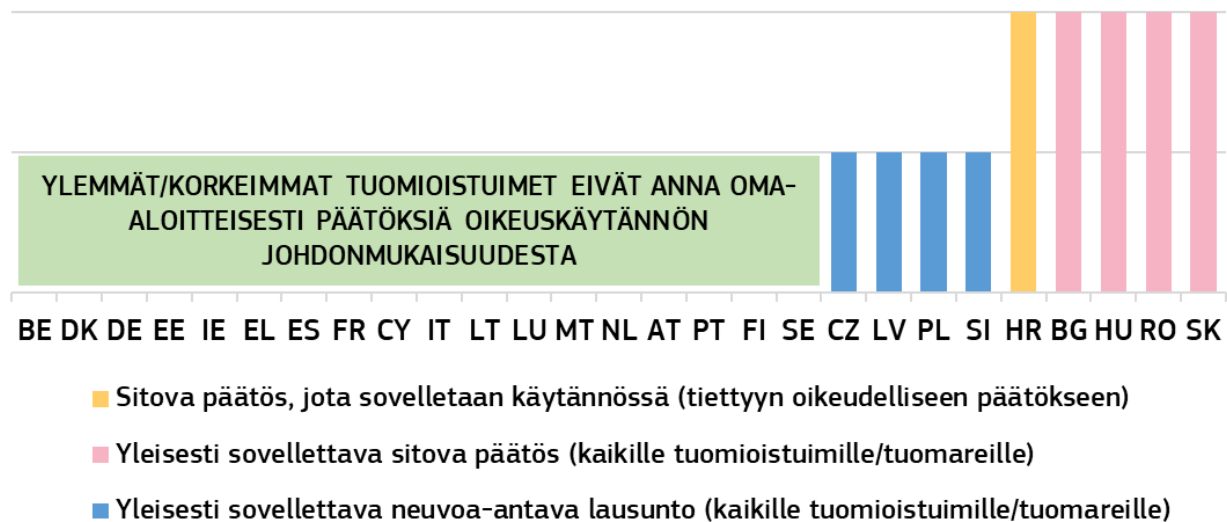 YLEMMÄT/KORKEIMMAT TUOMIOISTUIMET EIVÄT ANNA OMA-
ALOITTEISESTI PÄÄTÖKSIÄ OIKEUSKÄYTÄNNÖN
JOHDONMUKAISUUDESTA
BE DK DE EE IE EL ES FR CY IT LT LU MT NL AT PT FI SE CZ LV PL SI HR BG HU RO SK
Sitova päätös, jota sovelletaan käytännössä (tiettyyn oikeudelliseen päätökseen)
Yleisesti sovellettava sitova päätös (kaikille tuomioistuimille/tuomareille)
Yleisesti sovellettava neuvoa-antava lausunto (kaikille tuomioistuimille/tuomareille)